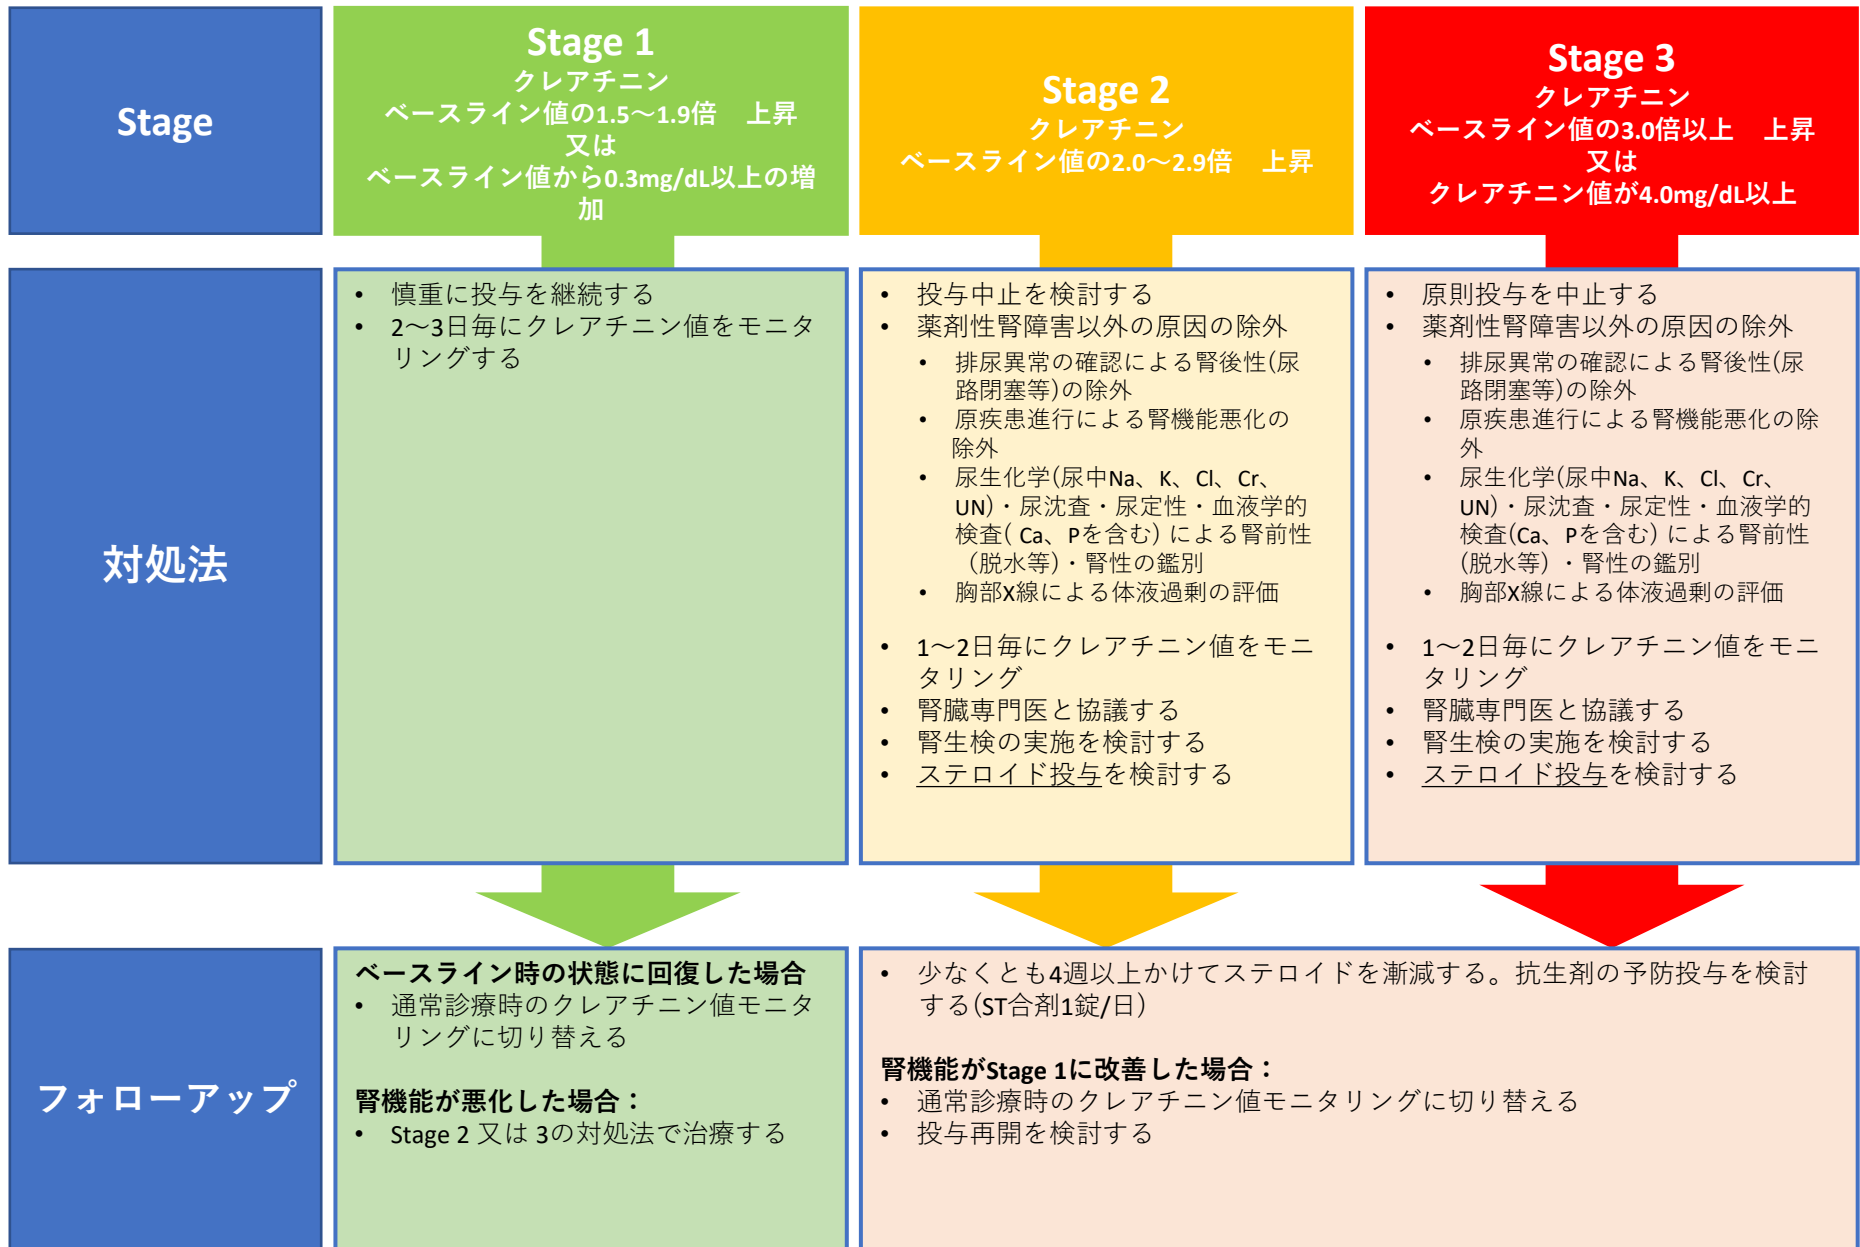 Stage
Stage 1
クレアチニン
ベースライン値の1.5～1.9倍　上昇
又は
ベースライン値から0.3mg/dL以上の増
加
Stage 2
クレアチニン
ベースライン値の2.0～2.9倍　上昇
Stage 3
クレアチニン
ベースライン値の3.0倍以上　上昇
又は
クレアチニン値が4.0mg/dL以上
対処法
• 慎重に投与を継続する
• 2～3日毎にクレアチニン値をモニタ
リングする
• 投与中止を検討する
• 薬剤性腎障害以外の原因の除外
• 排尿異常の確認による腎後性(尿
路閉塞等)の除外
• 原疾患進行による腎機能悪化の
除外
• 尿生化学(尿中Na、K、Cl、Cr、
UN)・尿沈査・尿定性・血液学的
検査( Ca、Pを含む) による腎前性
（脱水等)・腎性の鑑別
• 胸部X線による体液過剰の評価
• 1～2日毎にクレアチニン値をモニ
タリング
• 腎臓専門医と協議する
• 腎生検の実施を検討する
• ステロイド投与を検討する
• 原則投与を中止する
• 薬剤性腎障害以外の原因の除外
• 排尿異常の確認による腎後性(尿
路閉塞等)の除外
• 原疾患進行による腎機能悪化の除
外
• 尿生化学(尿中Na、K、Cl、Cr、
UN)・尿沈査・尿定性・血液学的
検査(Ca、Pを含む) による腎前性
(脱水等) ・腎性の鑑別
• 胸部X線による体液過剰の評価
• 1～2日毎にクレアチニン値をモニ
タリング
• 腎臓専門医と協議する
• 腎生検の実施を検討する
• ステロイド投与を検討する
フォローアップ
ベースライン時の状態に回復した場合
• 通常診療時のクレアチニン値モニタ
リングに切り替える
腎機能が悪化した場合：
• Stage 2 又は 3の対処法で治療する
• 少なくとも4週以上かけてステロイドを漸減する。抗生剤の予防投与を検討
する(ST合剤1錠/日)
腎機能がStage 1に改善した場合：
• 通常診療時のクレアチニン値モニタリングに切り替える
• 投与再開を検討する